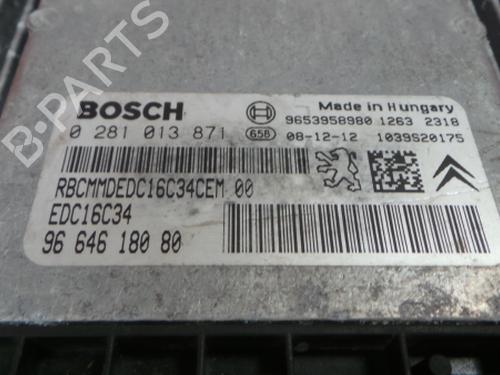 BOSCH
Made in Hungary
9653958980 1263 2318
0 281 013 871
658
08-12-12 1039S20175
RBCMMDEDC16C34CEM 00
EDC16C34
96 646 180 80
B-PARTS